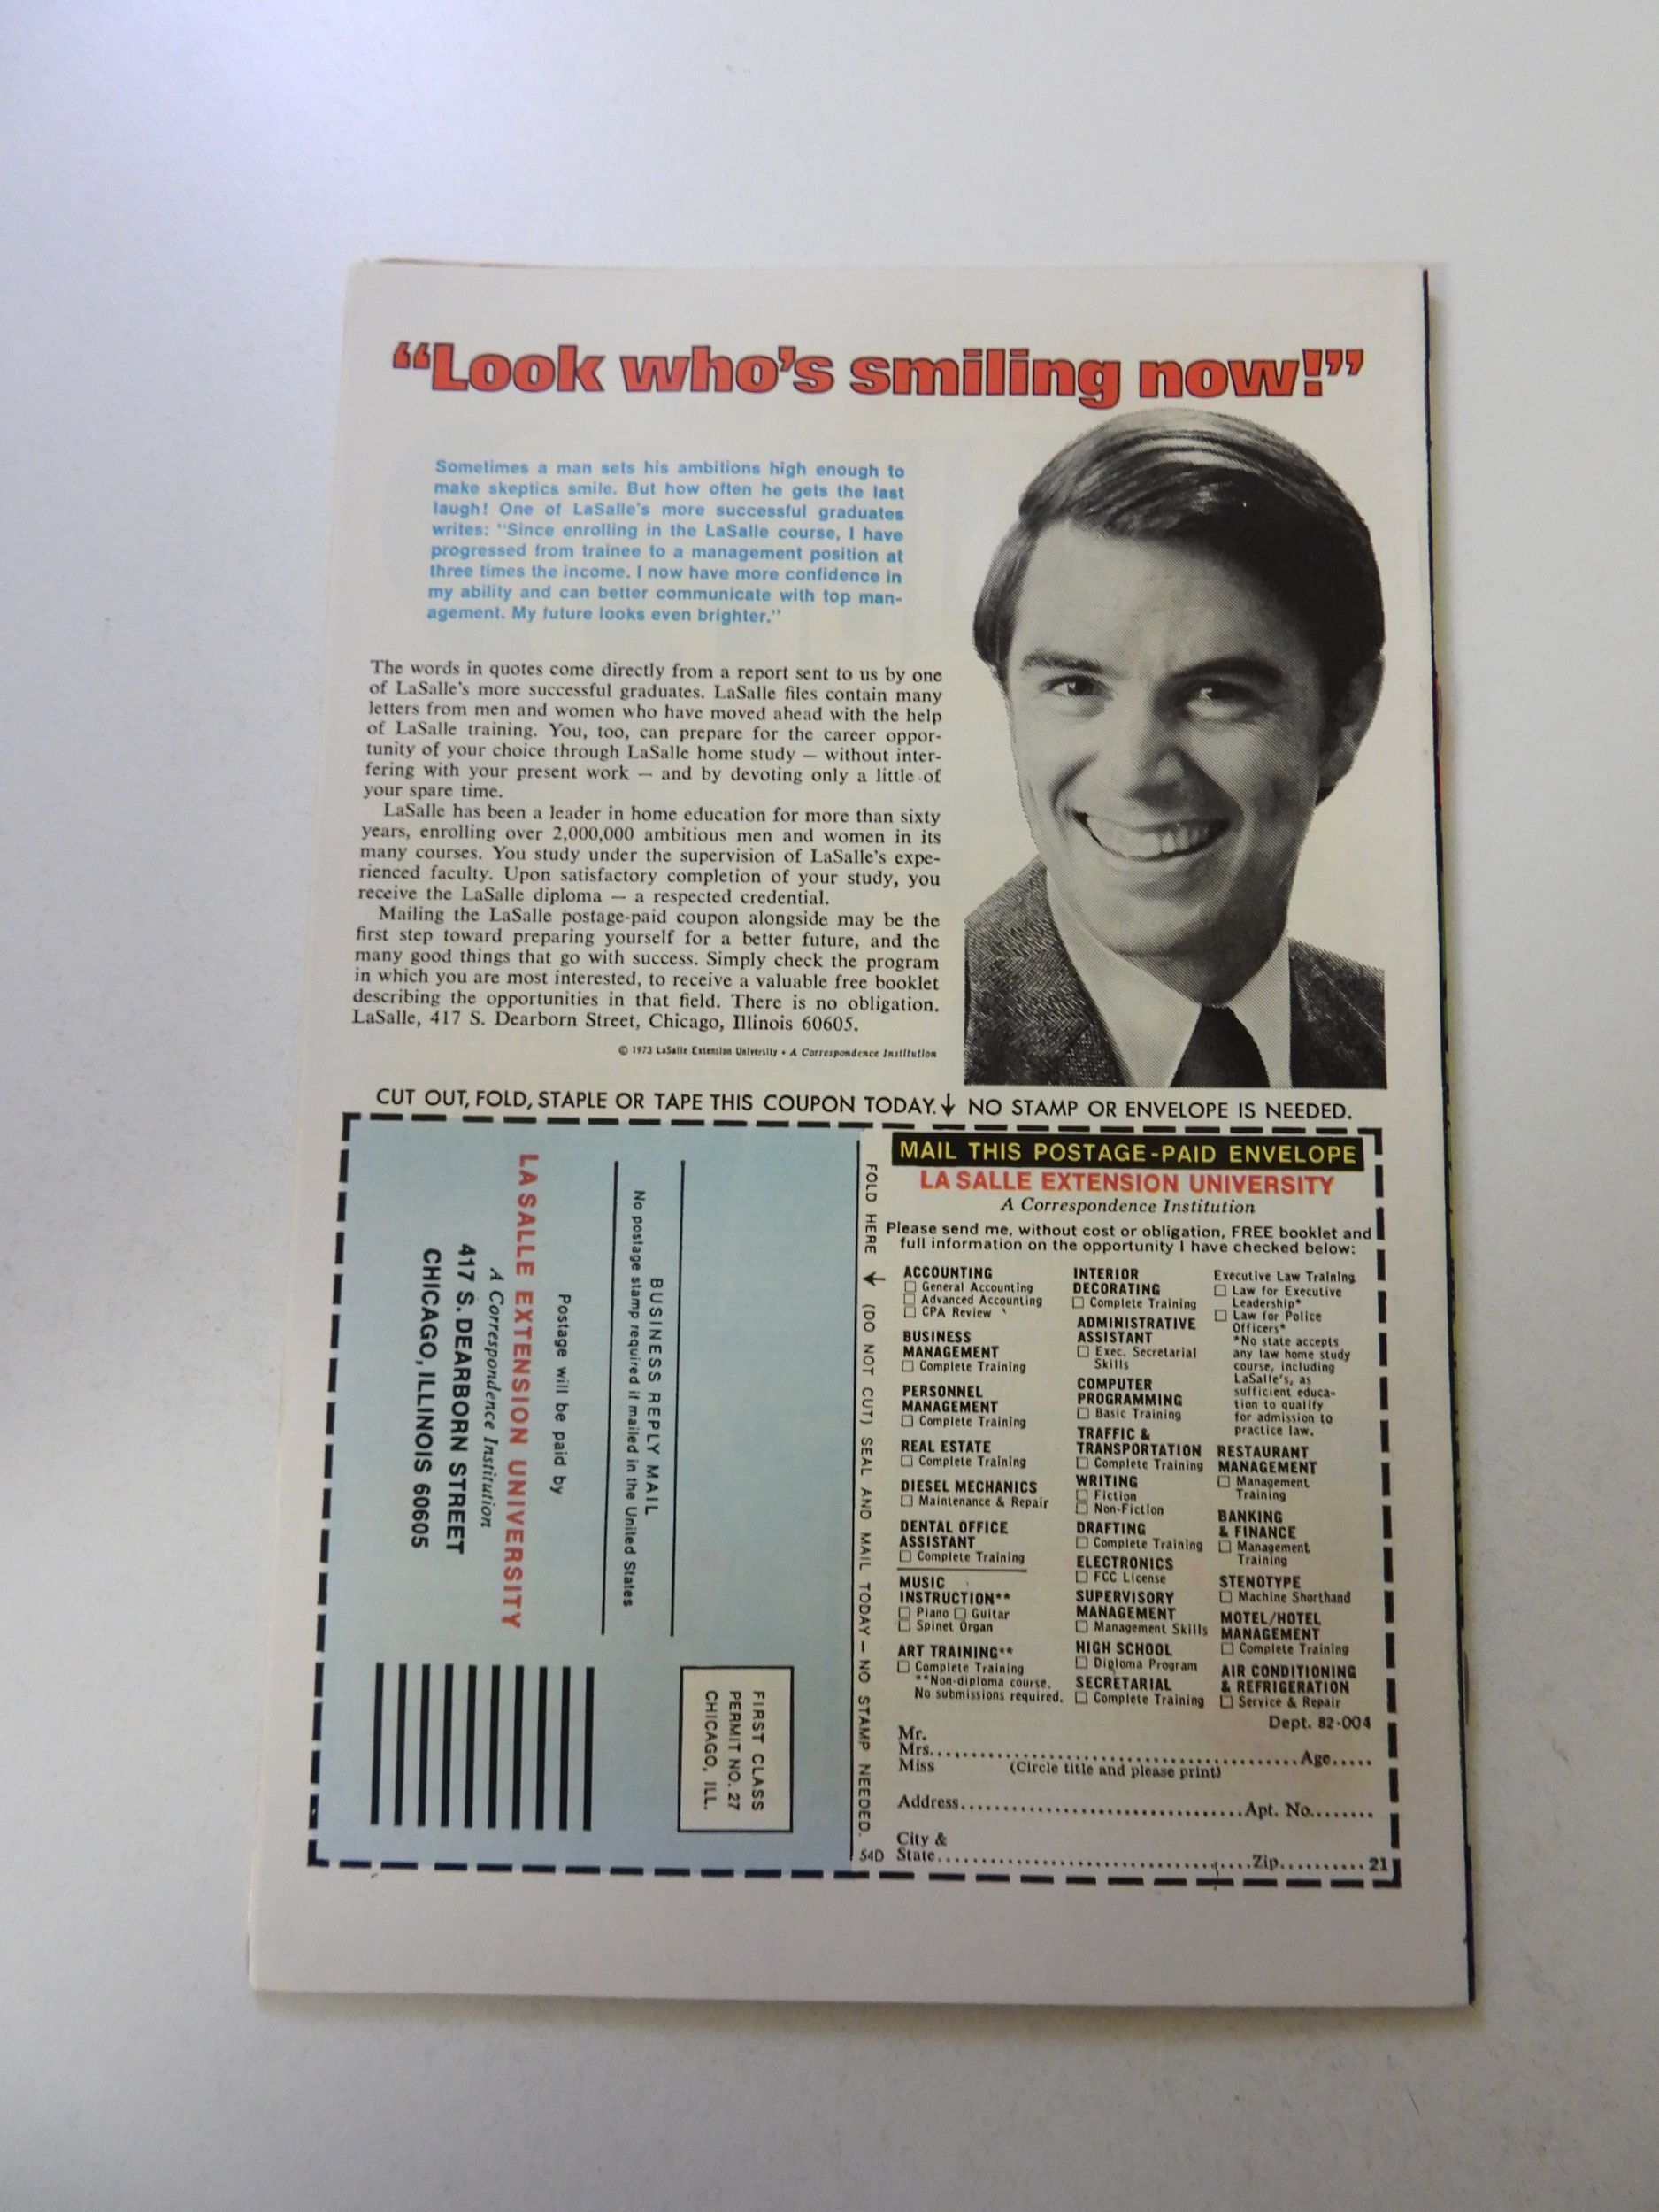 “Look who’s smiling now!”
Sometimes a man sets his ambitions high enough to
make skeptics smile. But how often he gets the last
laugh! One of LaSalle’s more successful graduates
writes: “Since enrolling in the LaSalle course, I have
progressed from trainee to a management position at
three times the income. I now have more confidence in
my ability and can better communicate with top man-
agement. My future looks even brighter.”
The words in quotes come directly from a report sent to us by one
of LaSalle’s more successful graduates. LaSalle files contain many
letters from men and women who have moved ahead with the help
of LaSalle training. You, too, can prepare for the career oppor-
tunity of your choice through LaSalle home study — without inter-
fering with your present work — and by devoting only a little of
your spare time.
LaSalle has been a leader in home education for more than sixty
years, enrolling over 2,000,000 ambitious men and women in its
many courses. You study under the supervision of LaSalle’s expe-
rienced faculty. Upon satisfactory completion of your study, you
receive the LaSalle diploma — a respected credential.
Mailing the LaSalle postage-paid coupon alongside may be the
first step toward preparing yourself for a better future, and the
many good things that go with success. Simply check the program
in which you are most interested, to receive a valuable free booklet
describing the opportunities in that field. There is no obligation.
LaSalle, 417 S. Dearborn Street, Chicago, Illinois 60605.
© 1973 LaSalle Extension University • A Correspondence Institution
CUT OUT, FOLD, STAPLE OR TAPE THIS COUPON TODAY. ↓ NO STAMP OR ENVELOPE IS NEEDED.
FIRST CLASS
PERMIT NO. 27
CHICAGO, ILL.
BUSINESS REPLY MAIL
No postage stamp required if mailed in the United States
Postage will be paid by
LA SALLE EXTENSION UNIVERSITY
A Correspondence Institution
417 S. DEARBORN STREET
CHICAGO, ILLINOIS 60605
FOLD HERE ↓ (DO NOT CUT) SEAL AND MAIL TODAY — NO STAMP NEEDED.
54D
MAIL THIS POSTAGE-PAID ENVELOPE
LA SALLE EXTENSION UNIVERSITY
A Correspondence Institution
Please send me, without cost or obligation, FREE booklet and
full information on the opportunity I have checked below:
ACCOUNTING
☐ General Accounting
☐ Advanced Accounting
☐ CPA Review
BUSINESS
MANAGEMENT
☐ Complete Training
PERSONNEL
MANAGEMENT
☐ Complete Training
REAL ESTATE
☐ Complete Training
DIESEL MECHANICS
☐ Maintenance & Repair
DENTAL OFFICE
ASSISTANT
☐ Complete Training
MUSIC
INSTRUCTION**
☐ Piano ☐ Guitar
☐ Spinet Organ
ART TRAINING**
☐ Complete Training
**Non-diploma course.
No submissions required.
INTERIOR
DECORATING
☐ Complete Training
ADMINISTRATIVE
ASSISTANT
☐ Exec. Secretarial
Skills
COMPUTER
PROGRAMMING
☐ Basic Training
TRAFFIC &
TRANSPORTATION
☐ Complete Training
WRITING
☐ Fiction
☐ Non-Fiction
DRAFTING
☐ Complete Training
ELECTRONICS
☐ FCC License
SUPERVISORY
MANAGEMENT
☐ Management Skills
HIGH SCHOOL
☐ Diploma Program
SECRETARIAL
☐ Complete Training
Executive Law Training
☐ Law for Executive
Leadership*
☐ Law for Police
Officers*
*No state accepts
any law home study
course, including
LaSalle’s, as
sufficient educa-
tion to qualify
for admission to
practice law.
RESTAURANT
MANAGEMENT
☐ Management
Training
BANKING
& FINANCE
☐ Management
Training
STENOTYPE
☐ Machine Shorthand
MOTEL/HOTEL
MANAGEMENT
☐ Complete Training
AIR CONDITIONING
& REFRIGERATION
☐ Service & Repair
Dept. 82-004
Mr.
Mrs. Age
Miss (Circle title and please print)
Address Apt. No.
City &
State Zip 21